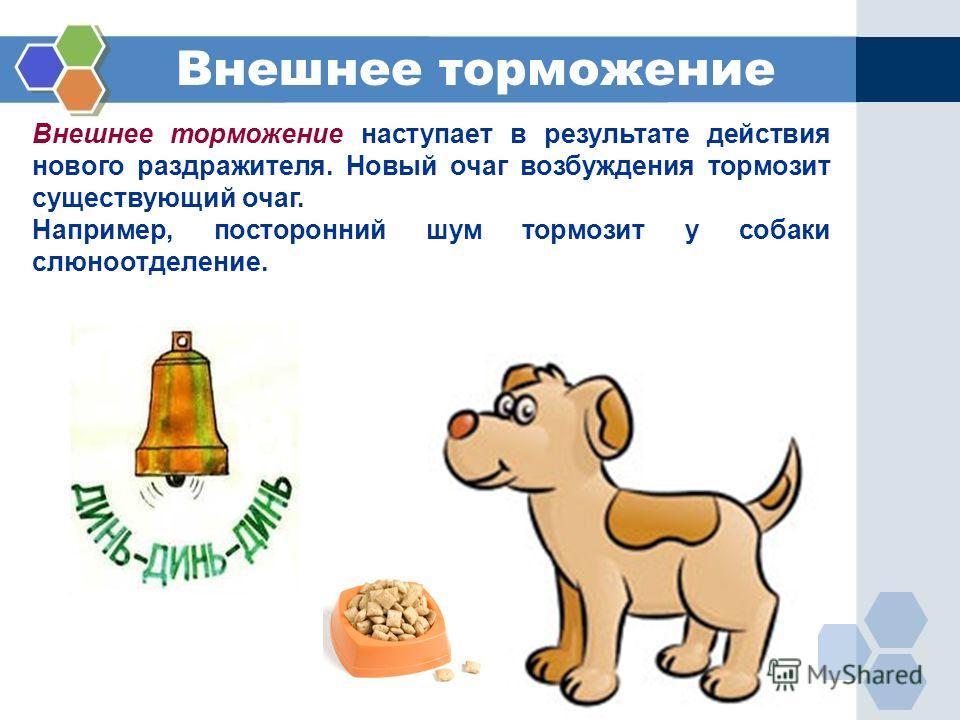 Внешнее торможение
Внешнее торможение наступает в результате действия
нового раздражителя. Новый очаг возбуждения тормозит
существующий очаг.
Например, посторонний шум тормозит у собаки
слюноотделение.
ДИНЬ-ДИНЬ-ДИНЬ
MyShared